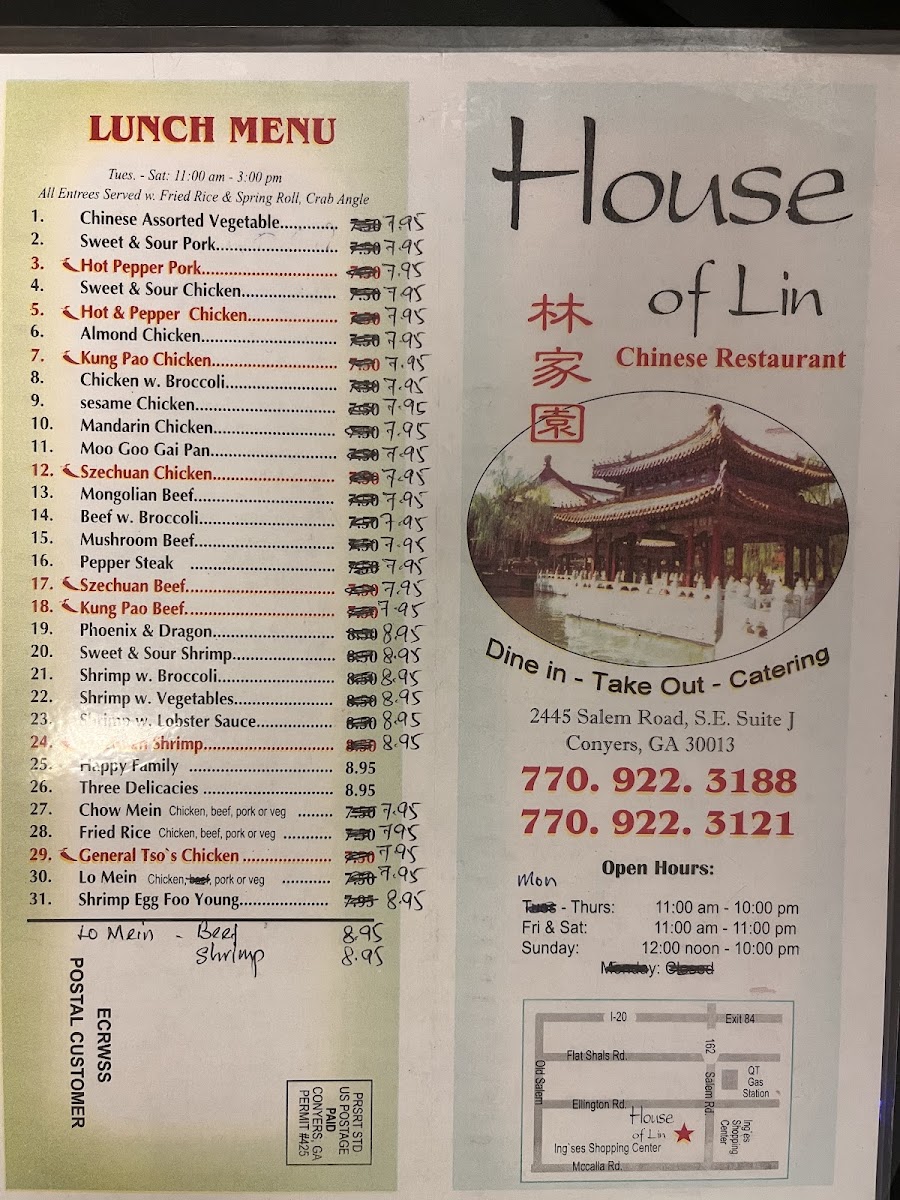 LUNCH MENU
Tues. - Sat: 11:00 am - 3:00 pm
All Entrees Served w. Fried Rice & Spring Roll, Crab Angle
1. Chinese Assorted Vegetable............. 7.50 7.95
2. Sweet & Sour Pork........................... 7.50 7.95
3. Hot Pepper Pork.............................. 7.50 7.95
4. Sweet & Sour Chicken..................... 7.50 7.95
5. Hot & Pepper Chicken.................... 7.50 7.95
6. Almond Chicken.............................. 7.50 7.95
7. Kung Pao Chicken........................... 7.50 7.95
8. Chicken w. Broccoli........................ 7.50 7.95
9. sesame Chicken............................... 7.50 7.95
10. Mandarin Chicken........................... 7.50 7.95
11. Moo Goo Gai Pan............................ 7.50 7.95
12. Szechuan Chicken........................... 7.50 7.95
13. Mongolian Beef............................... 7.50 7.95
14. Beef w. Broccoli.............................. 7.50 7.95
15. Mushroom Beef............................... 7.50 7.95
16. Pepper Steak ............................... 7.50 7.95
17. Szechuan Beef................................ 7.50 7.95
18. Kung Pao Beef................................ 7.50 7.95
19. Phoenix & Dragon........................... 8.50 8.95
20. Sweet & Sour Shrimp...................... 8.50 8.95
21. Shrimp w. Broccoli......................... 8.50 8.95
22. Shrimp w. Vegetables...................... 8.50 8.95
23. Shrimp w. Lobster Sauce................ 8.50 8.95
24. Shrimp........................... 8.50 8.95
25. Happy Family ............................... 8.95
26. Three Delicacies ............................ 8.95
27. Chow Mein Chicken, beef, pork or veg ........ 7.50 7.95
28. Fried Rice Chicken, beef, pork or veg ........... 7.50 7.95
29. General Tso`s Chicken ................... 7.50 7.95
30. Lo Mein Chicken, beef, pork or veg ........... 7.50 7.95
31. Shrimp Egg Foo Young................... 7.95 8.95
Lo Mein - Beef 8.95
Shrimp 8.95
ECRWSS
POSTAL CUSTOMER
PRSRT STD
US POSTAGE
PAID
CONYERS, GA
PERMIT #425
House
of Lin
林家園
Chinese Restaurant
Dine in - Take Out - Catering
2445 Salem Road, S.E. Suite J
Conyers, GA 30013
770. 922. 3188
770. 922. 3121
Open Hours:
Mon
Tues - Thurs: 11:00 am - 10:00 pm
Fri & Sat: 11:00 am - 11:00 pm
Sunday: 12:00 noon - 10:00 pm
Monday: Closed
I-20
Exit 84
Flat Shals Rd.
162
Old Salem
Salem Rd.
QT
Gas
Station
Ellington Rd.
House
of Lin
Ing`ses Shopping Center
Ing`es
Shopping
Center
Mccalla Rd.